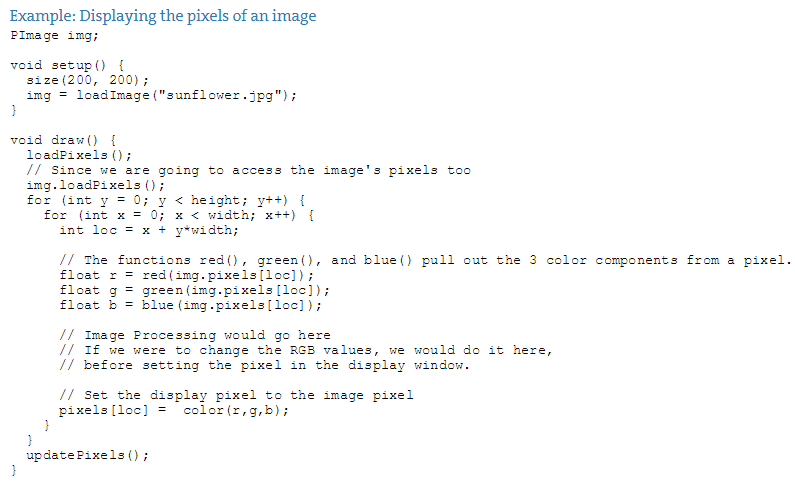 Example: Displaying the pixels of an image
PImage img;

void setup() {
  size(200, 200);
  img = loadImage("sunflower.jpg");
}

void draw() {
  loadPixels();
  // Since we are going to access the image's pixels too
  img.loadPixels();
  for (int y = 0; y < height; y++) {
    for (int x = 0; x < width; x++) {
      int loc = x + y*width;

      // The functions red(), green(), and blue() pull out the 3 color components from a pixel.
      float r = red(img.pixels[loc]);
      float g = green(img.pixels[loc]);
      float b = blue(img.pixels[loc]);

      // Image Processing would go here
      // If we were to change the RGB values, we would do it here,
      // before setting the pixel in the display window.

      // Set the display pixel to the image pixel
      pixels[loc] =  color(r,g,b);
    }
  }
  updatePixels();
}